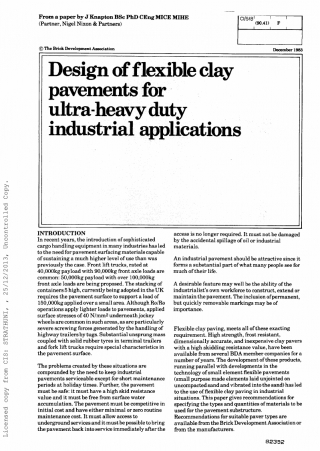 From a paper by J Knapton BSc PhD CEng MICE MIHE
(Partner, Nigel Nixon & Partners)
CI/SfB
(90.41) F
© The Brick Development Association
December 1983
Design of flexible clay
pavements for
ultra-heavy duty
industrial applications
INTRODUCTION
In recent years, the introduction of sophisticated
cargo handling equipment in many industries has led
to the need for pavement surfacing materials capable
of sustaining a much higher level of use than was
previously the case. Front lift trucks, rated at
40,000kg payload with 90,000kg front axle loads are
common: 50,000kg payload with over 100,000kg
front axle loads are being proposed. The stacking of
containers 5 high, currently being adopted in the UK
requires the pavement surface to support a load of
150,000kg applied over a small area. Although Ro/Ro
operations apply lighter loads to pavements, applied
surface stresses of 40 N/mm² underneath jockey
wheels are common in such areas, as are particularly
severe screwing forces generated by the handling of
highway trailers by tugs. Substantial unsprung mass
coupled with solid rubber tyres in terminal trailers
and fork lift trucks require special characteristics in
the pavement surface.
The problems created by these situations are
compounded by the need to keep industrial
pavements serviceable except for short maintenance
periods at holiday times. Further, the pavement
must be safe: it must have a high skid resistance
value and it must be free from surface water
accumulation. The pavement must be competitive in
initial cost and have either minimal or zero routine
maintenance cost. It must allow access to
underground services and it must be possible to bring
the pavement back into service immediately after the
access is no longer required. It must not be damaged
by the accidental spillage of oil or industrial
materials.
An industrial pavement should be attractive since it
forms a substantial part of what many people see for
much of their life.
A desirable feature may well be the ability of the
industrialist's own workforce to construct, extend or
maintain the pavement. The inclusion of permanent,
but quickly removable markings may be of
importance.
Flexible clay paving, meets all of these exacting
requirement. High strength, frost resistant,
dimensionally accurate, and inexpensive clay pavers
with a high skidding resistance value, have been
available from several BDA member companies for a
number of years. The development of these products,
running parallel with developments in the
technology of small element flexible pavements
(small purpose made elements laid unjointed on
uncompacted sand and vibrated into the sand) has led
to the use of flexible clay paving in industrial
situations. This paper gives recommendations for
specifying the types and quantities of materials to be
used for the pavement substructure.
Recommendations for suitable paver types are
available from the Brick Development Association or
from the manufacturers.
82352
Licensed copy from CIS: STRATHUNI, , 25/12/2013, Uncontrolled Copy.